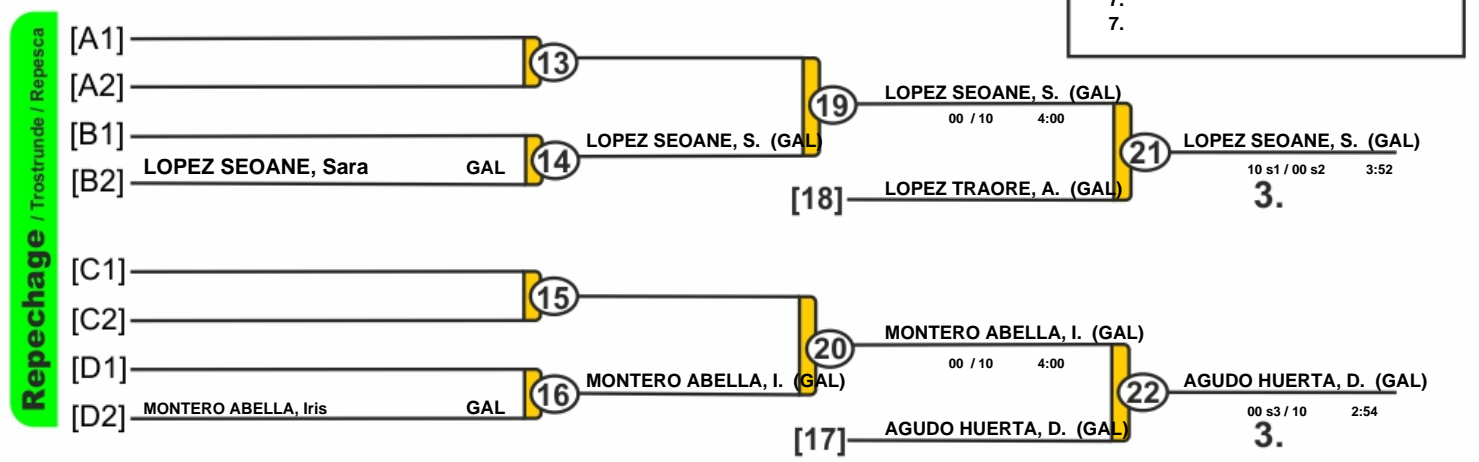 7.
7.
Repechage / Trostrunde / Repesca
[A1]
13
[A2]
19
LOPEZ SEOANE, S. (GAL)
00 / 10 4:00
[B1]
LOPEZ SEOANE, S. (GAL)
21
LOPEZ SEOANE, S. (GAL)
LOPEZ SEOANE, Sara GAL
14
10 s1 / 00 s2 3:52
[B2]
3.
[18]
LOPEZ TRAORE, A. (GAL)
[C1]
15
[C2]
20
MONTERO ABELLA, I. (GAL)
00 / 10 4:00
[D1]
MONTERO ABELLA, I. (GAL)
22
AGUDO HUERTA, D. (GAL)
16
[D2]
MONTERO ABELLA, Iris GAL
00 s3 / 10 2:54
3.
[17]
AGUDO HUERTA, D. (GAL)